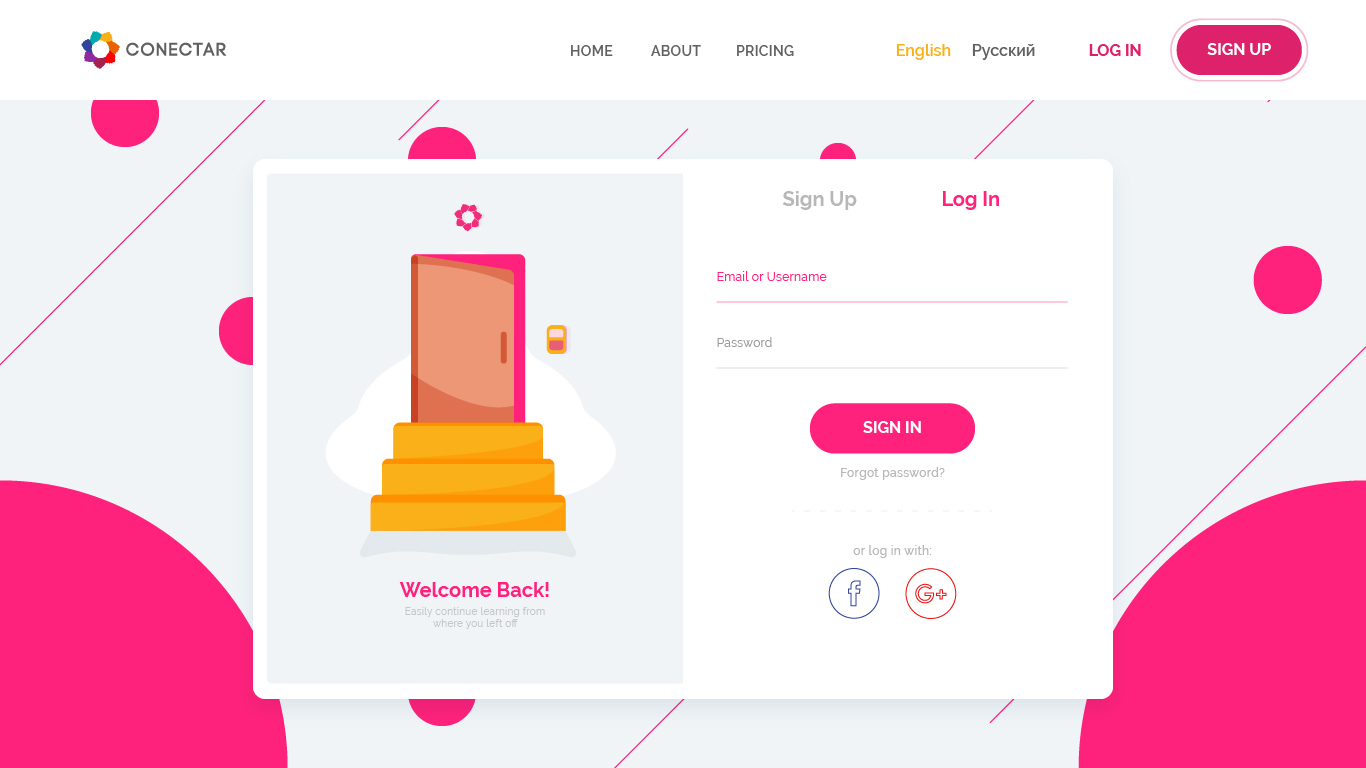 CONECTAR
HOME ABOUT PRICING English Русский LOG IN SIGN UP
Sign Up Log In
Email or Username
Password
SIGN IN
Forgot password?
or log in with:
f G+
Welcome Back!
Easily continue learning from
where you left off